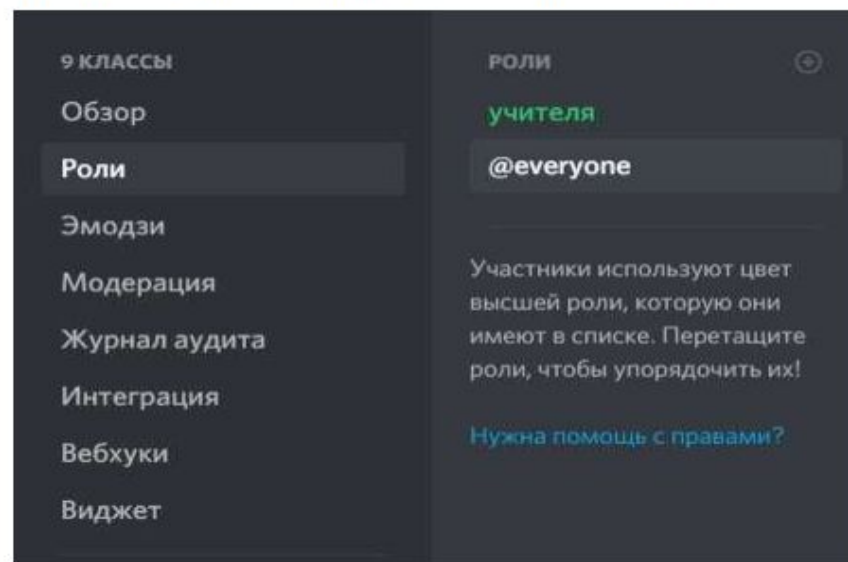 9 КЛАССЫ
Обзор
Роли
Эмодзи
Модерация
Журнал аудита
Интеграция
Вебхуки
Виджет
РОЛИ
учителя
@everyone
Участники используют цвет
высшей роли, которую они
имеют в списке. Перетащите
роли, чтобы упорядочить их!
Нужна помощь с правами?